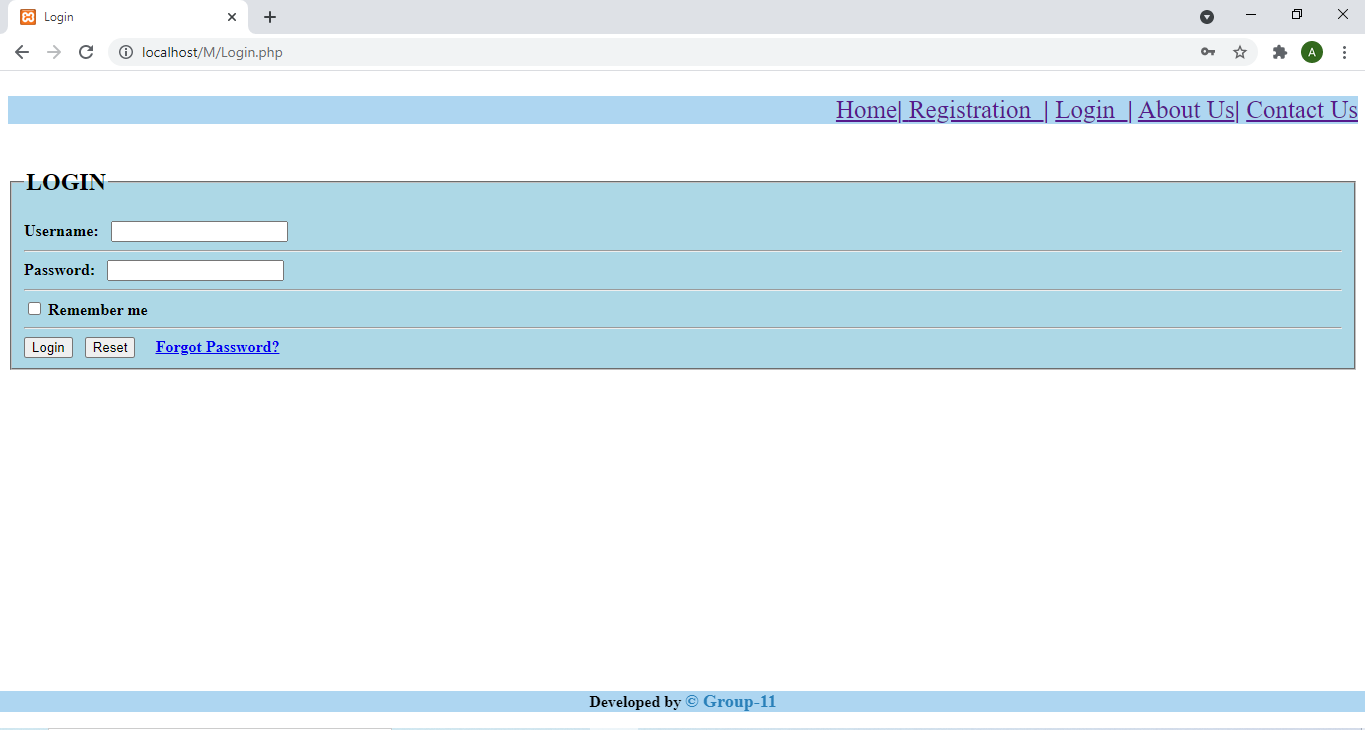 Login
localhost/M/Login.php
A
Home| Registration | Login | About Us| Contact Us
LOGIN
Username:
Password:
Remember me
Login Reset Forgot Password?
Developed by © Group-11